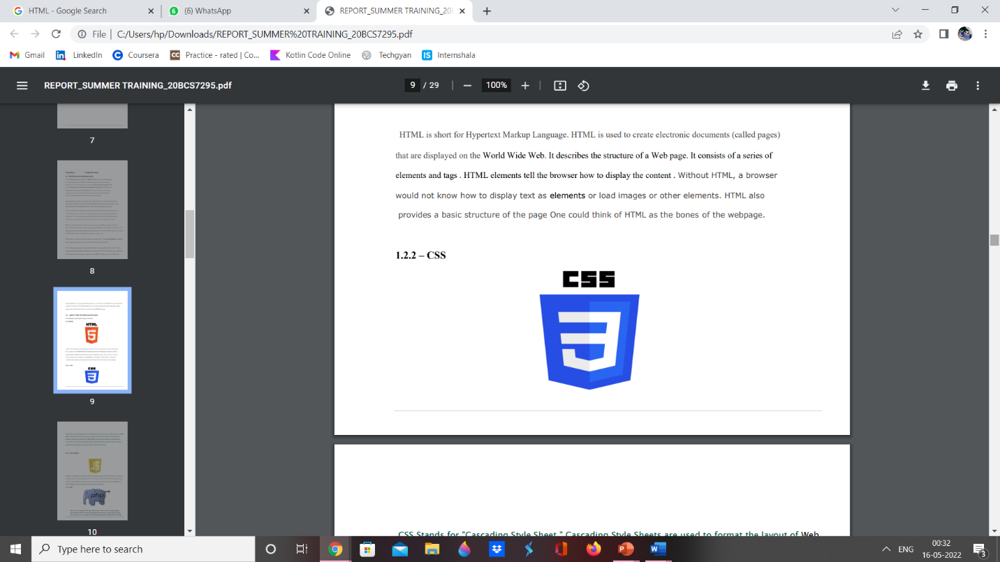 HTML - Google Search
(6) WhatsApp
REPORT_SUMMER TRAINING_20
File | C:/Users/hp/Downloads/REPORT_SUMMER%20TRAINING_20BCS7295.pdf
Gmail LinkedIn Coursera Practice - rated | Co... Kotlin Code Online Techgyan Internshala
REPORT_SUMMER TRAINING_20BCS7295.pdf
9 / 29 100%
7
8
HTML
5
CSS
9
JS
php
10
HTML is short for Hypertext Markup Language. HTML is used to create electronic documents (called pages)
that are displayed on the World Wide Web. It describes the structure of a Web page. It consists of a series of
elements and tags . HTML elements tell the browser how to display the content . Without HTML, a browser
would not know how to display text as elements or load images or other elements. HTML also
provides a basic structure of the page One could think of HTML as the bones of the webpage.
1.2.2 – CSS
CSS
3
CSS Stands for "Cascading Style Sheet." Cascading Style Sheets are used to format the layout of Web
Type here to search
ENG
00:32
16-05-2022
3